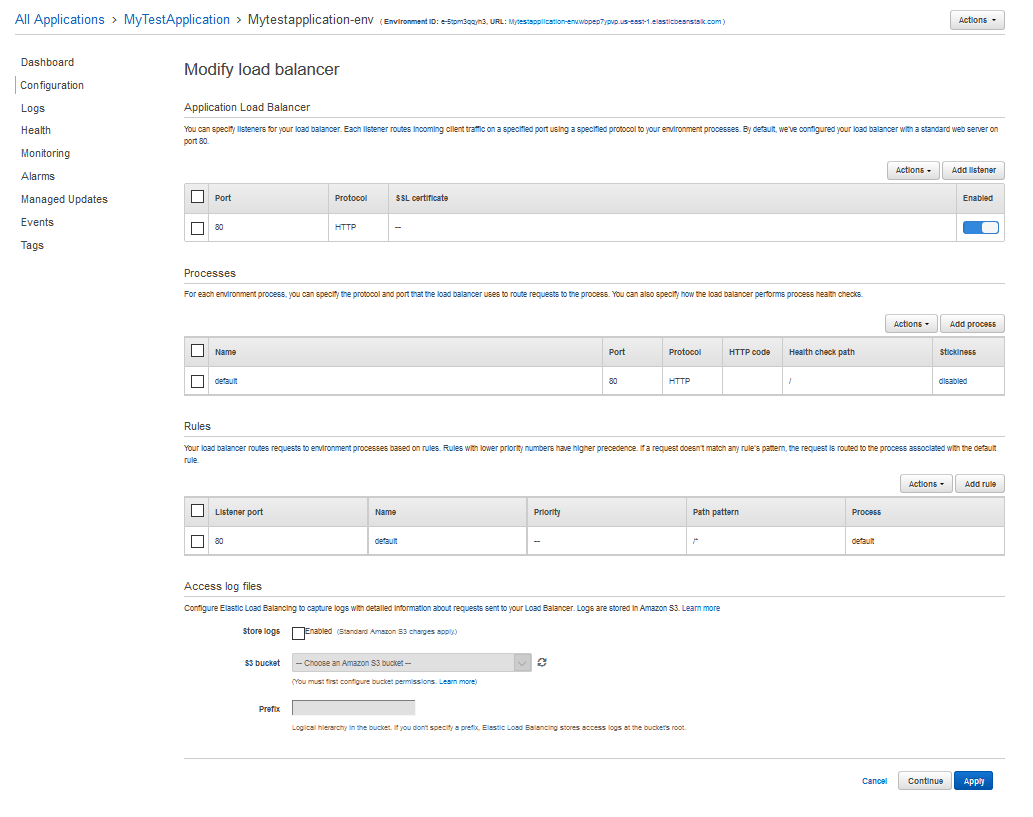 All Applications > MyTestApplication > Mytestapplication-env ( Environment ID: e-5tpm3qqyh3, URL: Mytestapplication-env.wbpep7ypvp.us-east-1.elasticbeanstalk.com )
Actions
Dashboard
Configuration
Logs
Health
Monitoring
Alarms
Managed Updates
Events
Tags
Modify load balancer
Application Load Balancer
You can specify listeners for your load balancer. Each listener routes incoming client traffic on a specified port using a specified protocol to your environment processes. By default, we've configured your load balancer with a standard web server on
port 80.
Actions Add listener
Port Protocol SSL certificate Enabled
80 HTTP --
Processes
For each environment process, you can specify the protocol and port that the load balancer uses to route requests to the process. You can also specify how the load balancer performs process health checks.
Actions Add process
Name Port Protocol HTTP code Health check path Stickiness
default 80 HTTP / disabled
Rules
Your load balancer routes requests to environment processes based on rules. Rules with lower priority numbers have higher precedence. If a request doesn't match any rule's pattern, the request is routed to the process associated with the default
rule.
Actions Add rule
Listener port Name Priority Path pattern Process
80 default -- /* default
Access log files
Configure Elastic Load Balancing to capture logs with detailed information about requests sent to your Load Balancer. Logs are stored in Amazon S3. Learn more
Store logs Enabled (Standard Amazon S3 charges apply.)
S3 bucket -- Choose an Amazon S3 bucket --
(You must first configure bucket permissions. Learn more)
Prefix
Logical hierarchy in the bucket. If you don't specify a prefix, Elastic Load Balancing stores access logs at the bucket's root.
Cancel Continue Apply